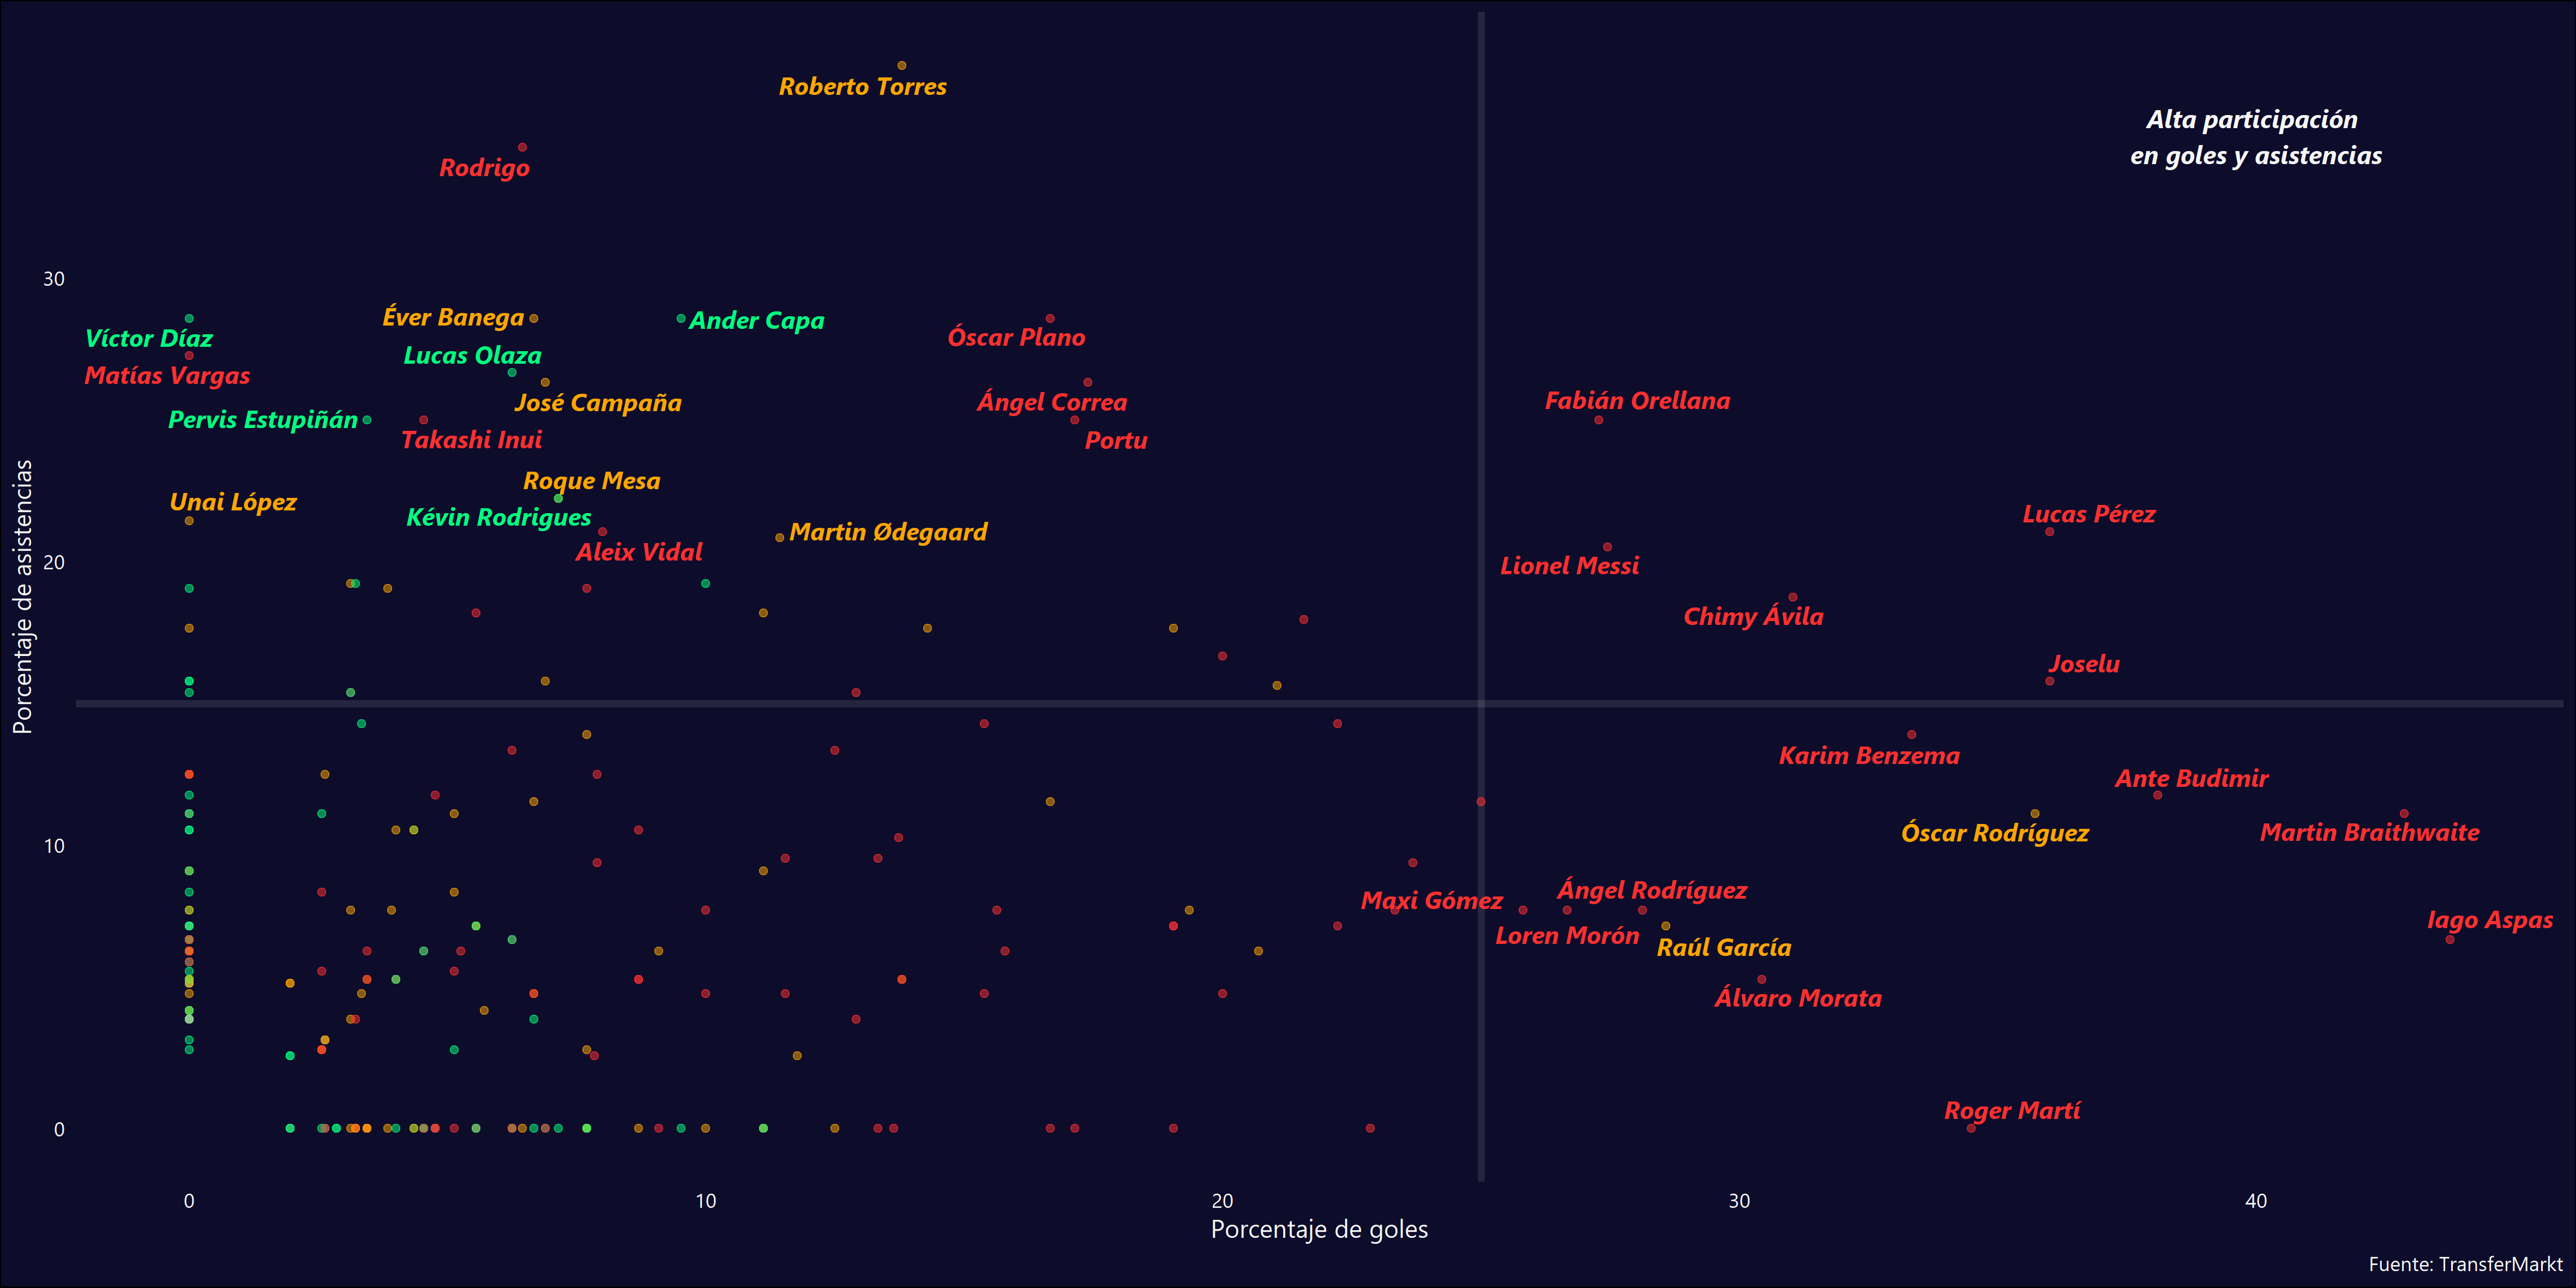 Roberto Torres
Alta participación
en goles y asistencias
Rodrigo
30
Éver Banega
Ander Capa
Víctor Díaz
Óscar Plano
Lucas Olaza
Matías Vargas
José Campaña
Ángel Correa
Fabián Orellana
Pervis Estupiñán
Takashi Inui
Portu
Roque Mesa
Unai López
Kévin Rodrigues
Lucas Pérez
Martin Ødegaard
Aleix Vidal
20
Lionel Messi
Chimy Ávila
Porcentaje de asistencias
Joselu
Karim Benzema
Ante Budimir
Óscar Rodríguez
Martin Braithwaite
10
Ángel Rodríguez
Maxi Gómez
Iago Aspas
Loren Morón
Raúl García
Álvaro Morata
Roger Martí
0
0 10 20 30 40
Porcentaje de goles
Fuente: TransferMarkt